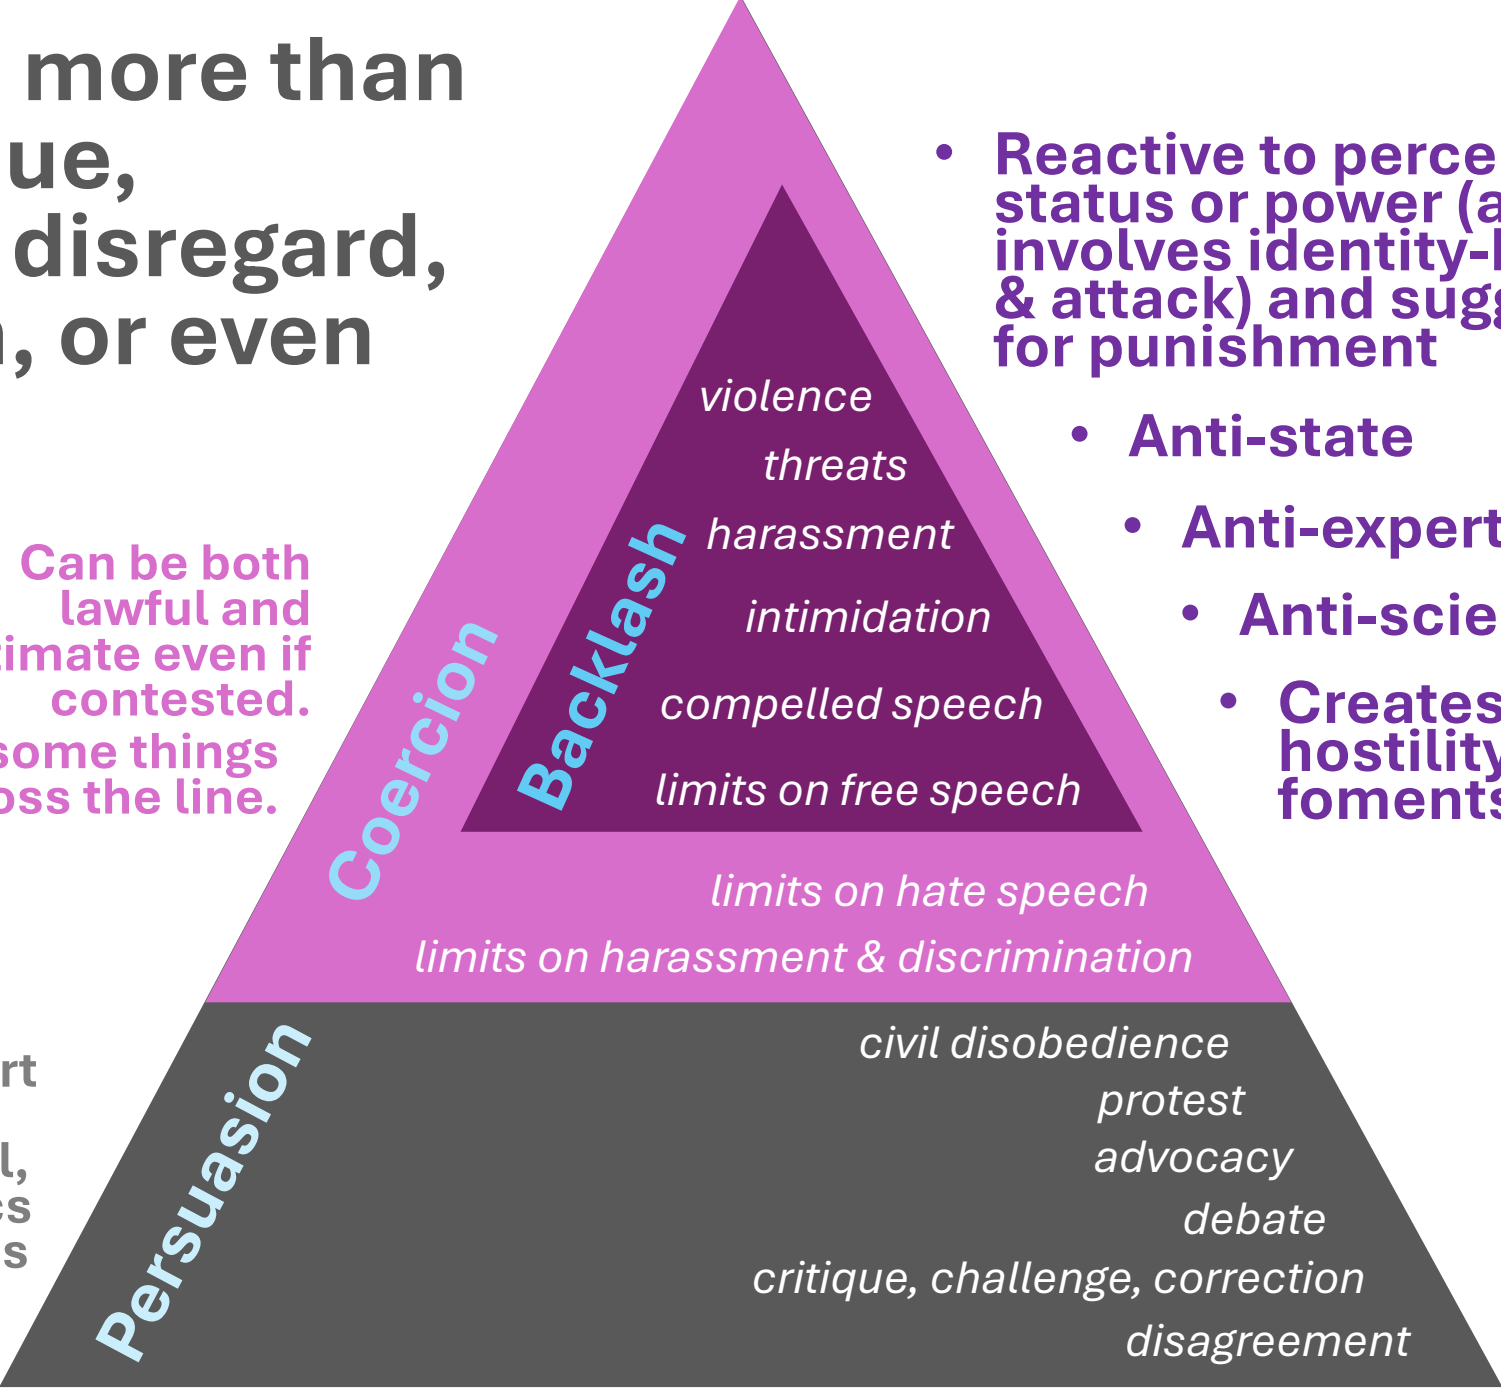 more than
ue,
disregard,
, or even
• Reactive to perce
status or power (a
involves identity-
& attack) and sugg
for punishment
• Anti-state
• Anti-expert
• Anti-scie
• Creates
hostility
foments
Can be both
lawful and
timate even if
contested.
some things
oss the line.
rt
l,
cs
s
Backlash
violence
threats
harassment
intimidation
compelled speech
limits on free speech
Coercion
limits on hate speech
limits on harassment & discrimination
Persuasion
civil disobedience
protest
advocacy
debate
critique, challenge, correction
disagreement